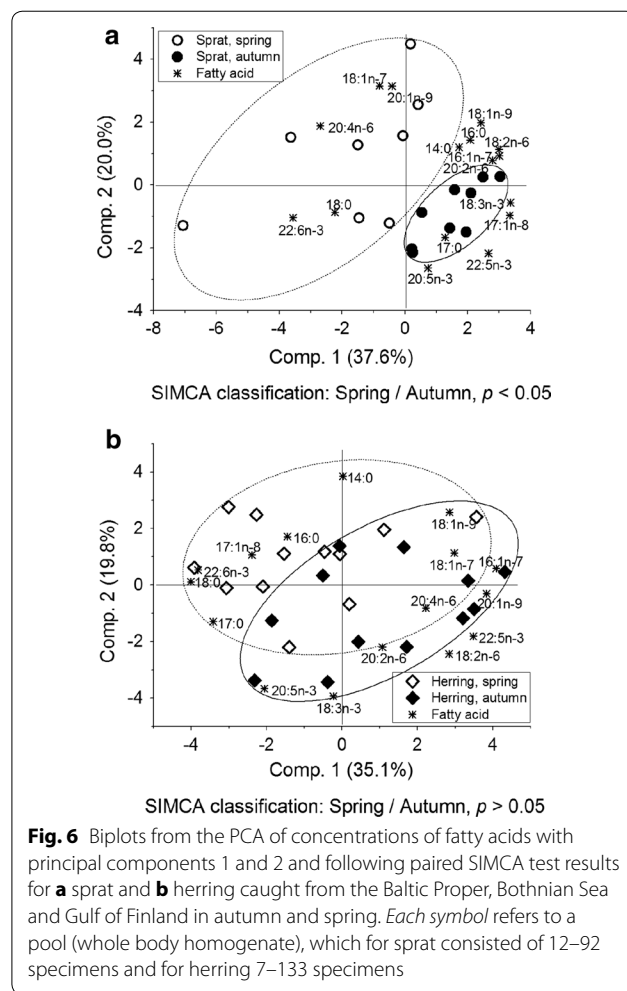 a
Sprat, spring
Sprat, autumn
Fatty acid
4
2
0
-2
-4
Comp. 2 (20.0%)
18:1n-7
20:1n-9
20:4n-6
18:1n-9
16:0
14:0
18:2n-6
16:1n-7
20:2n-6
18:0
22:6n-3
18:3n-3
17:1n-8
17:0
22:5n-3
20:5n-3
-8 -6 -4 -2 0 2 4
Comp. 1 (37.6%)
SIMCA classification: Spring / Autumn, p < 0.05
b
4
2
0
-2
-4
Comp. 2 (19.8%)
14:0
18:1n-9
16:0
17:1n-8
18:1n-7
16:1n-7
22:6n-3
18:0
20:4n-6
20:1n-9
17:0
22:5n-3
20:2n-6
18:2n-6
20:5n-3
18:3n-3
Herring, spring
Herring, autumn
Fatty acid
-4 -2 0 2 4
Comp. 1 (35.1%)
SIMCA classification: Spring / Autumn, p > 0.05
Fig. 6 Biplots from the PCA of concentrations of fatty acids with
principal components 1 and 2 and following paired SIMCA test results
for a sprat and b herring caught from the Baltic Proper, Bothnian Sea
and Gulf of Finland in autumn and spring. Each symbol refers to a
pool (whole body homogenate), which for sprat consisted of 12–92
specimens and for herring 7–133 specimens